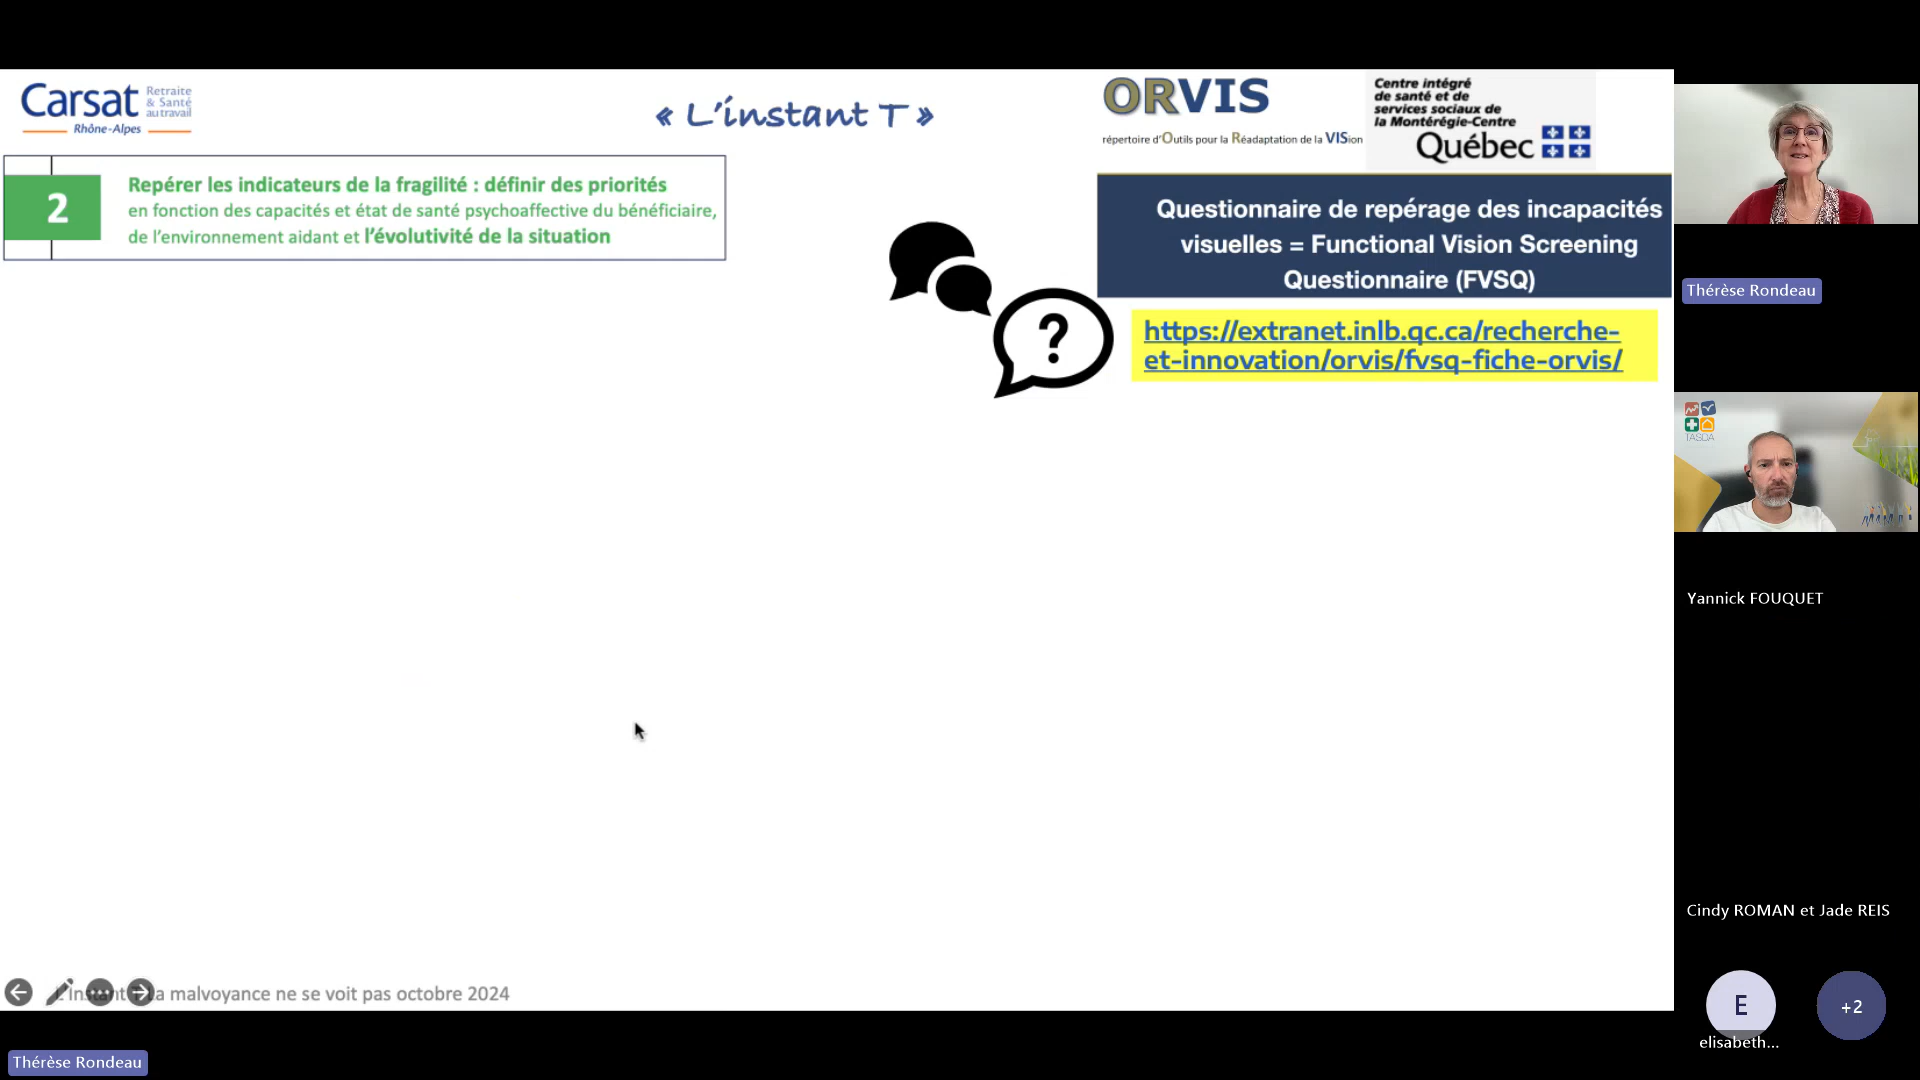 Carsat Retraite
& Santé
au travail
Rhône-Alpes
« L'instant T »
ORVIS
répertoire d'Outils pour la Réadaptation de la VISion
Centre intégré
de santé et de
services sociaux de
la Montérégie-Centre
Québec
2
Repérer les indicateurs de la fragilité : définir des priorités
en fonction des capacités et état de santé psychoaffective du bénéficiaire,
de l'environnement aidant et l'évolutivité de la situation
Questionnaire de repérage des incapacités
visuelles = Functional Vision Screening
Questionnaire (FVSQ)
?
https://extranet.inlb.qc.ca/recherche-
et-innovation/orvis/fvsq-fiche-orvis/
L'Instant T La malvoyance ne se voit pas octobre 2024
Thérèse Rondeau
Thérèse Rondeau
TASDA
Yannick FOUQUET
Cindy ROMAN et Jade REIS
E
+2
elisabeth...